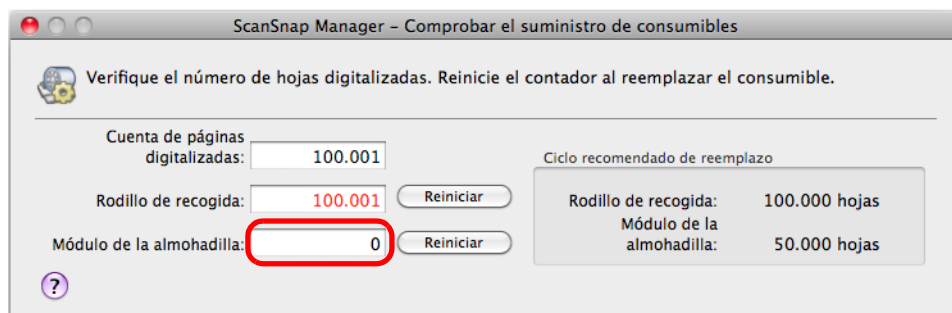 ScanSnap Manager – Comprobar el suministro de consumibles
Verifique el número de hojas digitalizadas. Reinicie el contador al reemplazar el consumible.
Cuenta de páginas
digitalizadas: 100.001
Rodillo de recogida: 100.001 Reiniciar
Módulo de la almohadilla: 0 Reiniciar
Ciclo recomendado de reemplazo
Rodillo de recogida: 100.000 hojas
Módulo de la
almohadilla: 50.000 hojas
?